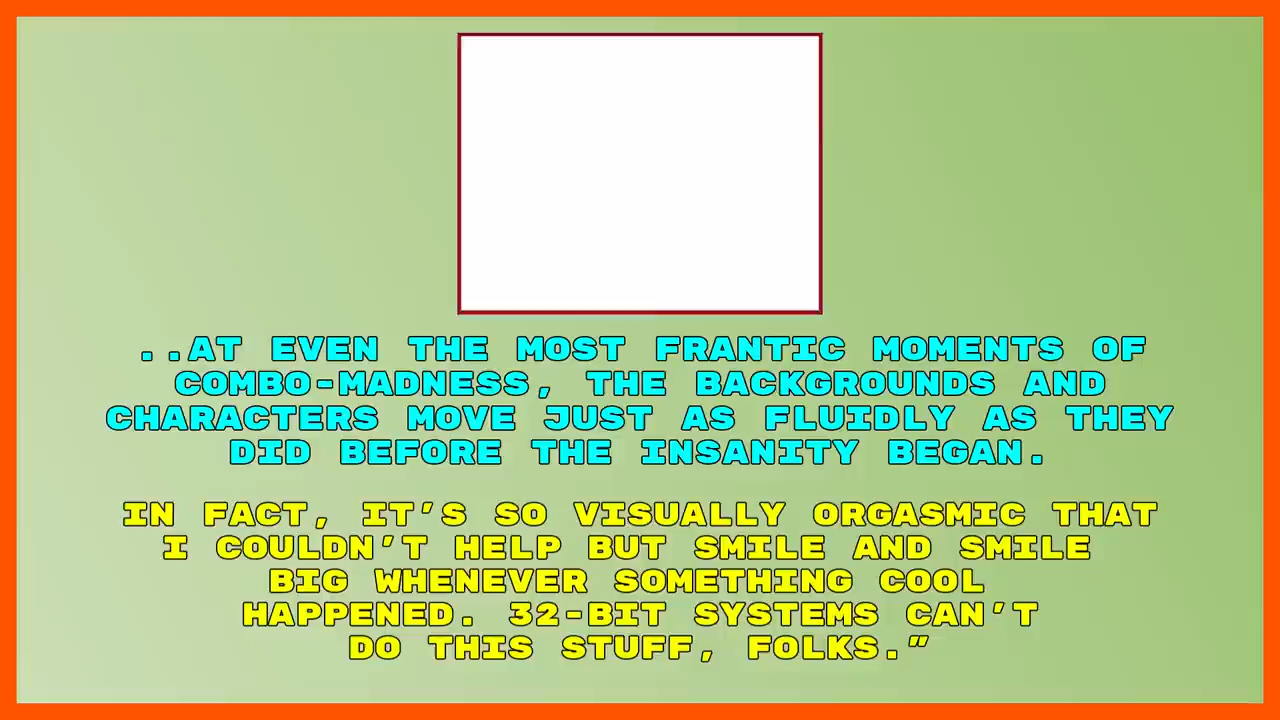 ..AT EVEN THE MOST FRANTIC MOMENTS OF
COMBO-MADNESS, THE BACKGROUNDS AND
CHARACTERS MOVE JUST AS FLUIDLY AS THEY
DID BEFORE THE INSANITY BEGAN.
IN FACT, IT’S SO VISUALLY ORGASMIC THAT
I COULDN’T HELP BUT SMILE AND SMILE
BIG WHENEVER SOMETHING COOL
HAPPENED. 32-BIT SYSTEMS CAN’T
DO THIS STUFF, FOLKS.”